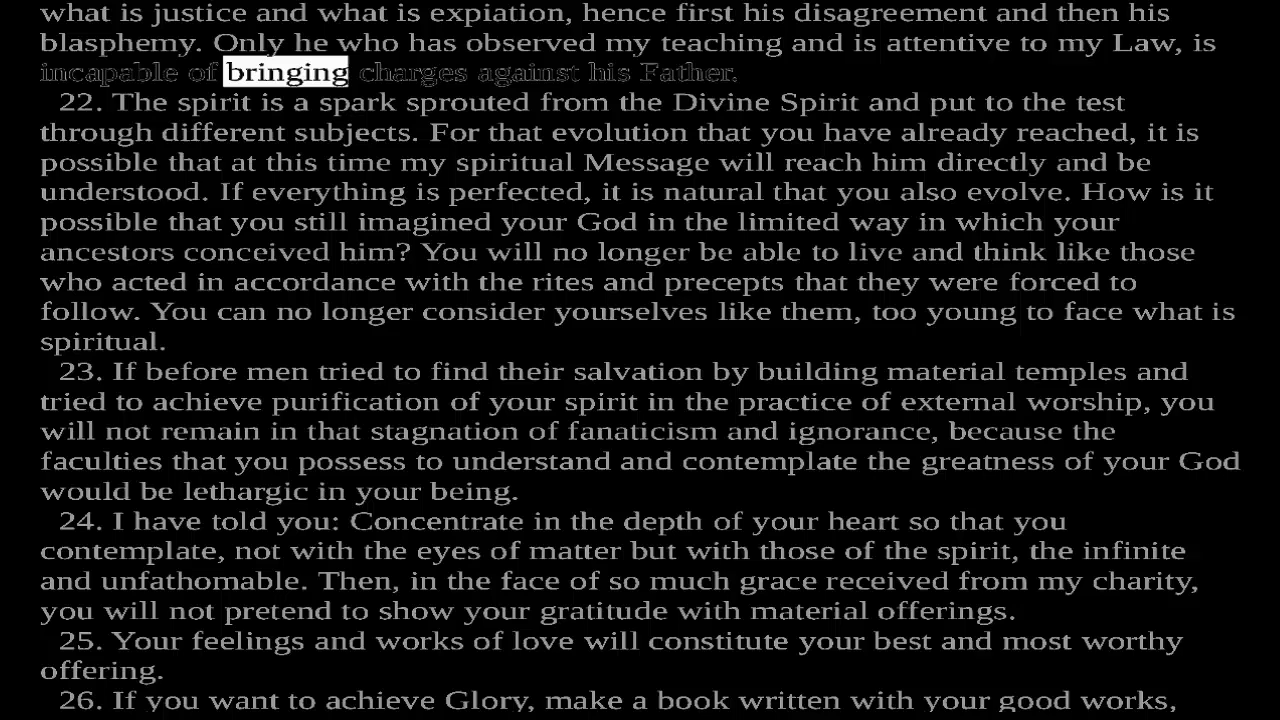 what is justice and what is expiation, hence first his disagreement and then his
blasphemy. Only he who has observed my teaching and is attentive to my Law, is
incapable of bringing charges against his Father.
22. The spirit is a spark sprouted from the Divine Spirit and put to the test
through different subjects. For that evolution that you have already reached, it is
possible that at this time my spiritual Message will reach him directly and be
understood. If everything is perfected, it is natural that you also evolve. How is it
possible that you still imagined your God in the limited way in which your
ancestors conceived him? You will no longer be able to live and think like those
who acted in accordance with the rites and precepts that they were forced to
follow. You can no longer consider yourselves like them, too young to face what is
spiritual.
23. If before men tried to find their salvation by building material temples and
tried to achieve purification of your spirit in the practice of external worship, you
will not remain in that stagnation of fanaticism and ignorance, because the
faculties that you possess to understand and contemplate the greatness of your God
would be lethargic in your being.
24. I have told you: Concentrate in the depth of your heart so that you
contemplate, not with the eyes of matter but with those of the spirit, the infinite
and unfathomable. Then, in the face of so much grace received from my charity,
you will not pretend to show your gratitude with material offerings.
25. Your feelings and works of love will constitute your best and most worthy
offering.
26. If you want to achieve Glory, make a book written with your good works,